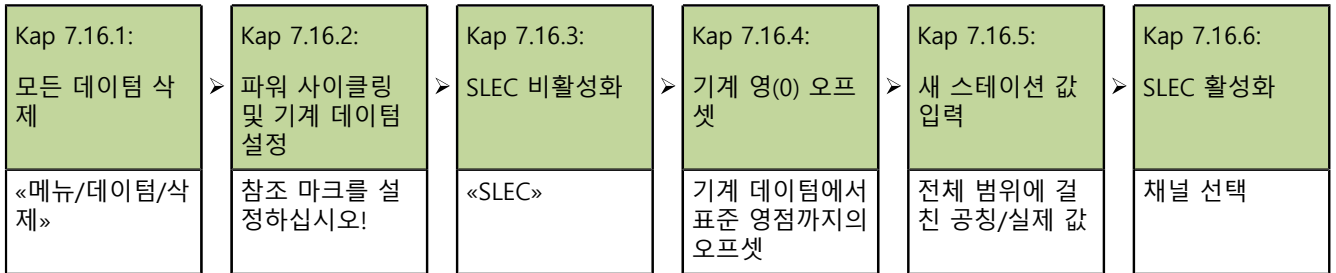 Kap 7.16.1:
모든 데이텀 삭
제
«메뉴/데이텀/삭
제»
➢
Kap 7.16.2:
파워 사이클링
및 기계 데이텀
설정
참조 마크를 설
정하십시오!
➢
Kap 7.16.3:
SLEC 비활성화
«SLEC»
➢
Kap 7.16.4:
기계 영(0) 오프
셋
기계 데이텀에서
표준 영점까지의
오프셋
➢
Kap 7.16.5:
새 스테이션 값
입력
전체 범위에 걸
친 공칭/실제 값
➢
Kap 7.16.6:
SLEC 활성화
채널 선택